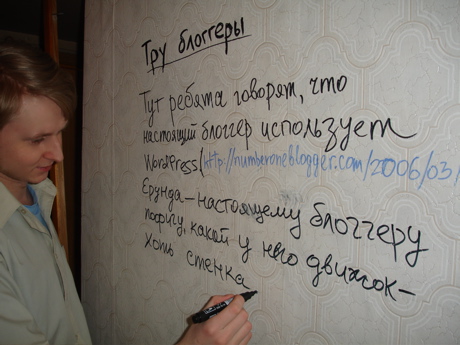 Тру блоггеры
Тут ребята говорят, что
настоящий блоггер использует
WordPress(http://numberoneblogger.com/2006/03/
Ерунда – настоящему блоггеру
пофигу, какой у него движок –
хоть стенка